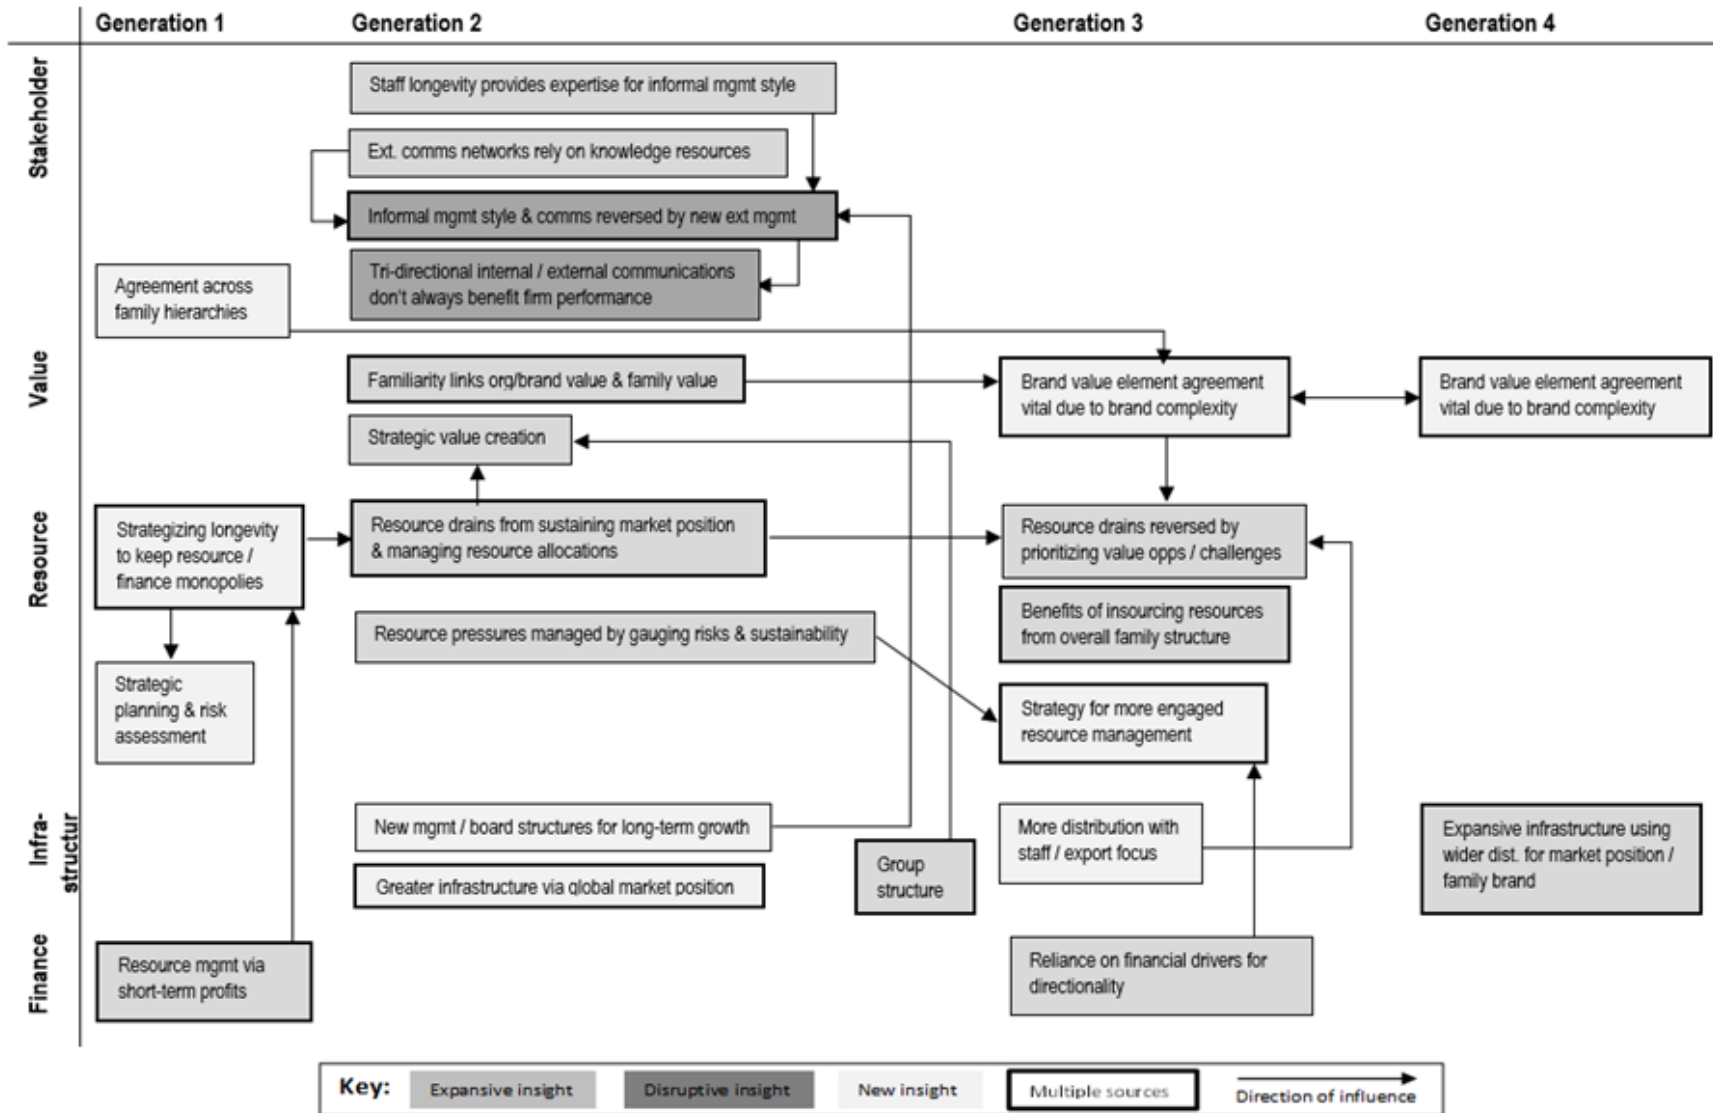 Generation 1
Generation 2
Generation 3
Generation 4
Stakeholder
Staff longevity provides expertise for informal mgmt style
Ext. comms networks rely on knowledge resources
Informal mgmt style & comms reversed by new ext mgmt
Tri-directional internal / external communications
don't always benefit firm performance
Agreement across
family hierarchies
Value
Familiarity links org/brand value & family value
Brand value element agreement
vital due to brand complexity
Brand value element agreement
vital due to brand complexity
Strategic value creation
Resource
Strategizing longevity
to keep resource /
finance monopolies
Resource drains from sustaining market position
& managing resource allocations
Resource drains reversed by
prioritizing value opps / challenges
Benefits of insourcing resources
from overall family structure
Resource pressures managed by gauging risks & sustainability
Strategic
planning & risk
assessment
Strategy for more engaged
resource management
Infra-
structur
New mgmt / board structures for long-term growth
Greater infrastructure via global market position
Group
structure
More distribution with
staff / export focus
Expansive infrastructure using
wider dist. for market position /
family brand
Finance
Resource mgmt via
short-term profits
Reliance on financial drivers for
directionality
Key:
Expansive insight
Disruptive insight
New insight
Multiple sources
Direction of influence